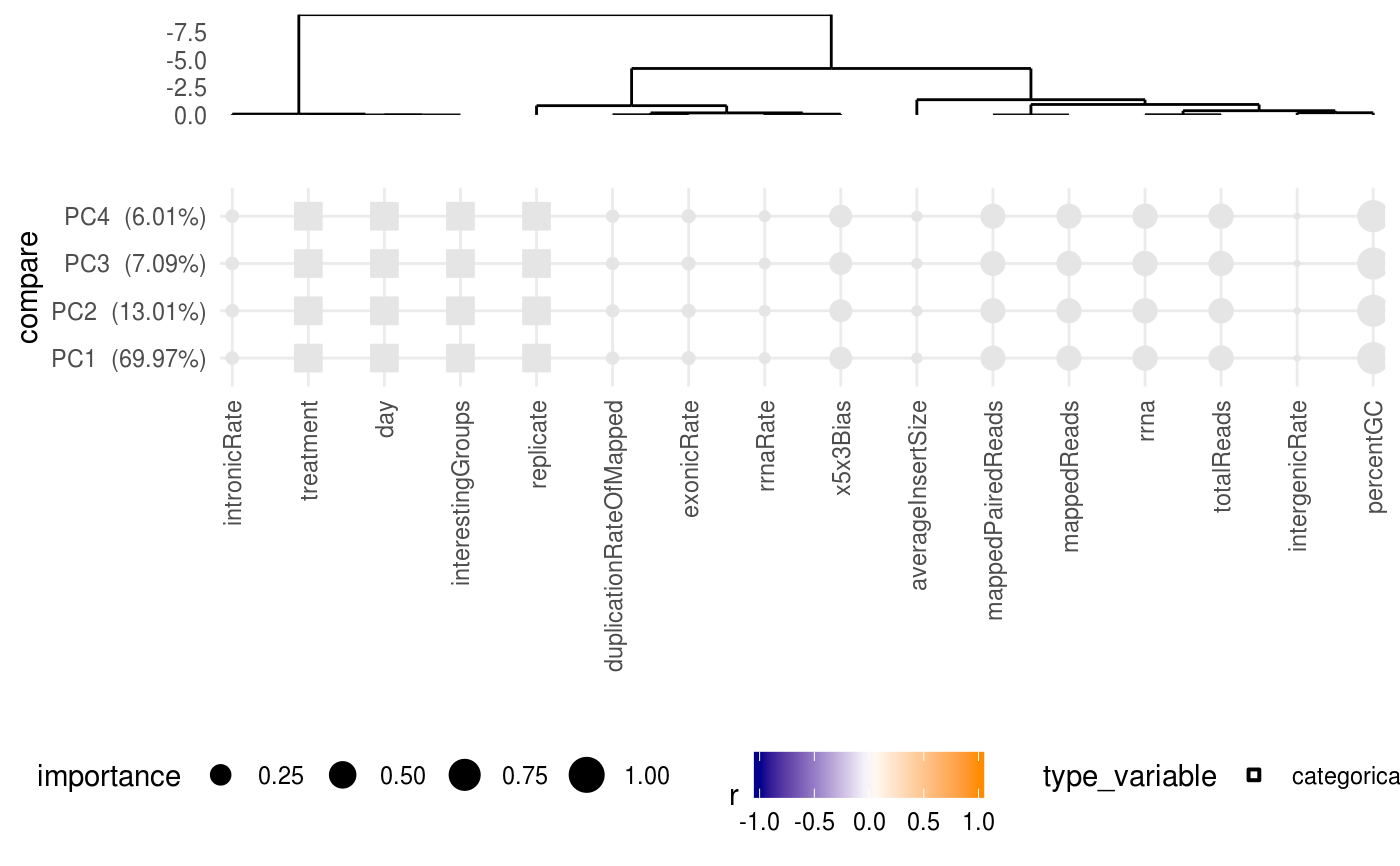 -7.5
-5.0
-2.5
0.0
compare
PC4 (6.01%)
PC3 (7.09%)
PC2 (13.01%)
PC1 (69.97%)
intronicRate
treatment
day
interestingGroups
replicate
duplicationRateOfMapped
exonicRate
rrnaRate
x5x3Bias
averageInsertSize
mappedPairedReads
mappedReads
rrna
totalReads
intergenicRate
percentGC
importance 0.25 0.50 0.75 1.00
r
-1.0 -0.5 0.0 0.5 1.0
type_variable categorica